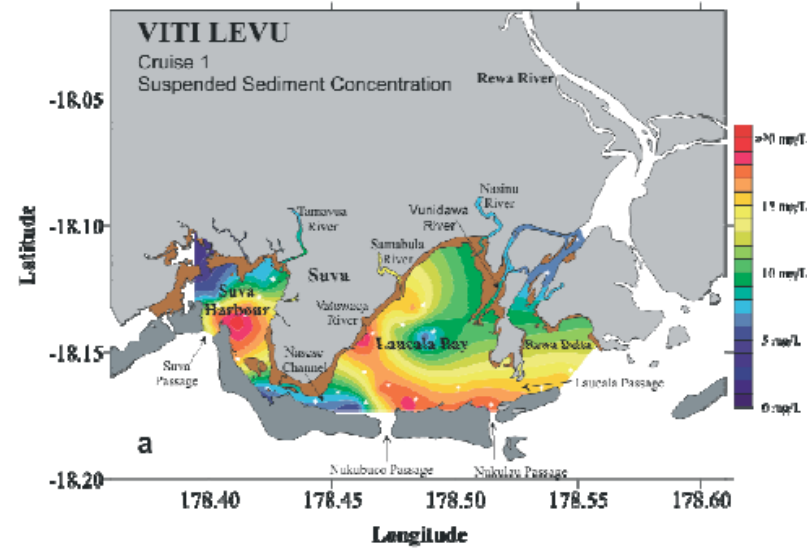 VITI LEVU
Cruise 1
Suspended Sediment Concentration
Rewa River
-18.05
-18.10
-18.15
-18.20
Latitude
Tamavua
River
Suva
Samabula
River
Vunidawa
River
Nasinu
River
Suva
Harbour
Vatuwaqa
River
Laucala Bay
Nasese
Channel
Rewa Delta
Suva
Passage
Laucala Passage
a
Nukubuco Passage
Nukulau Passage
178.40
178.45
178.50
178.55
178.60
Longitude
>20 mg/L
15 mg/L
10 mg/L
5 mg/L
0 mg/L